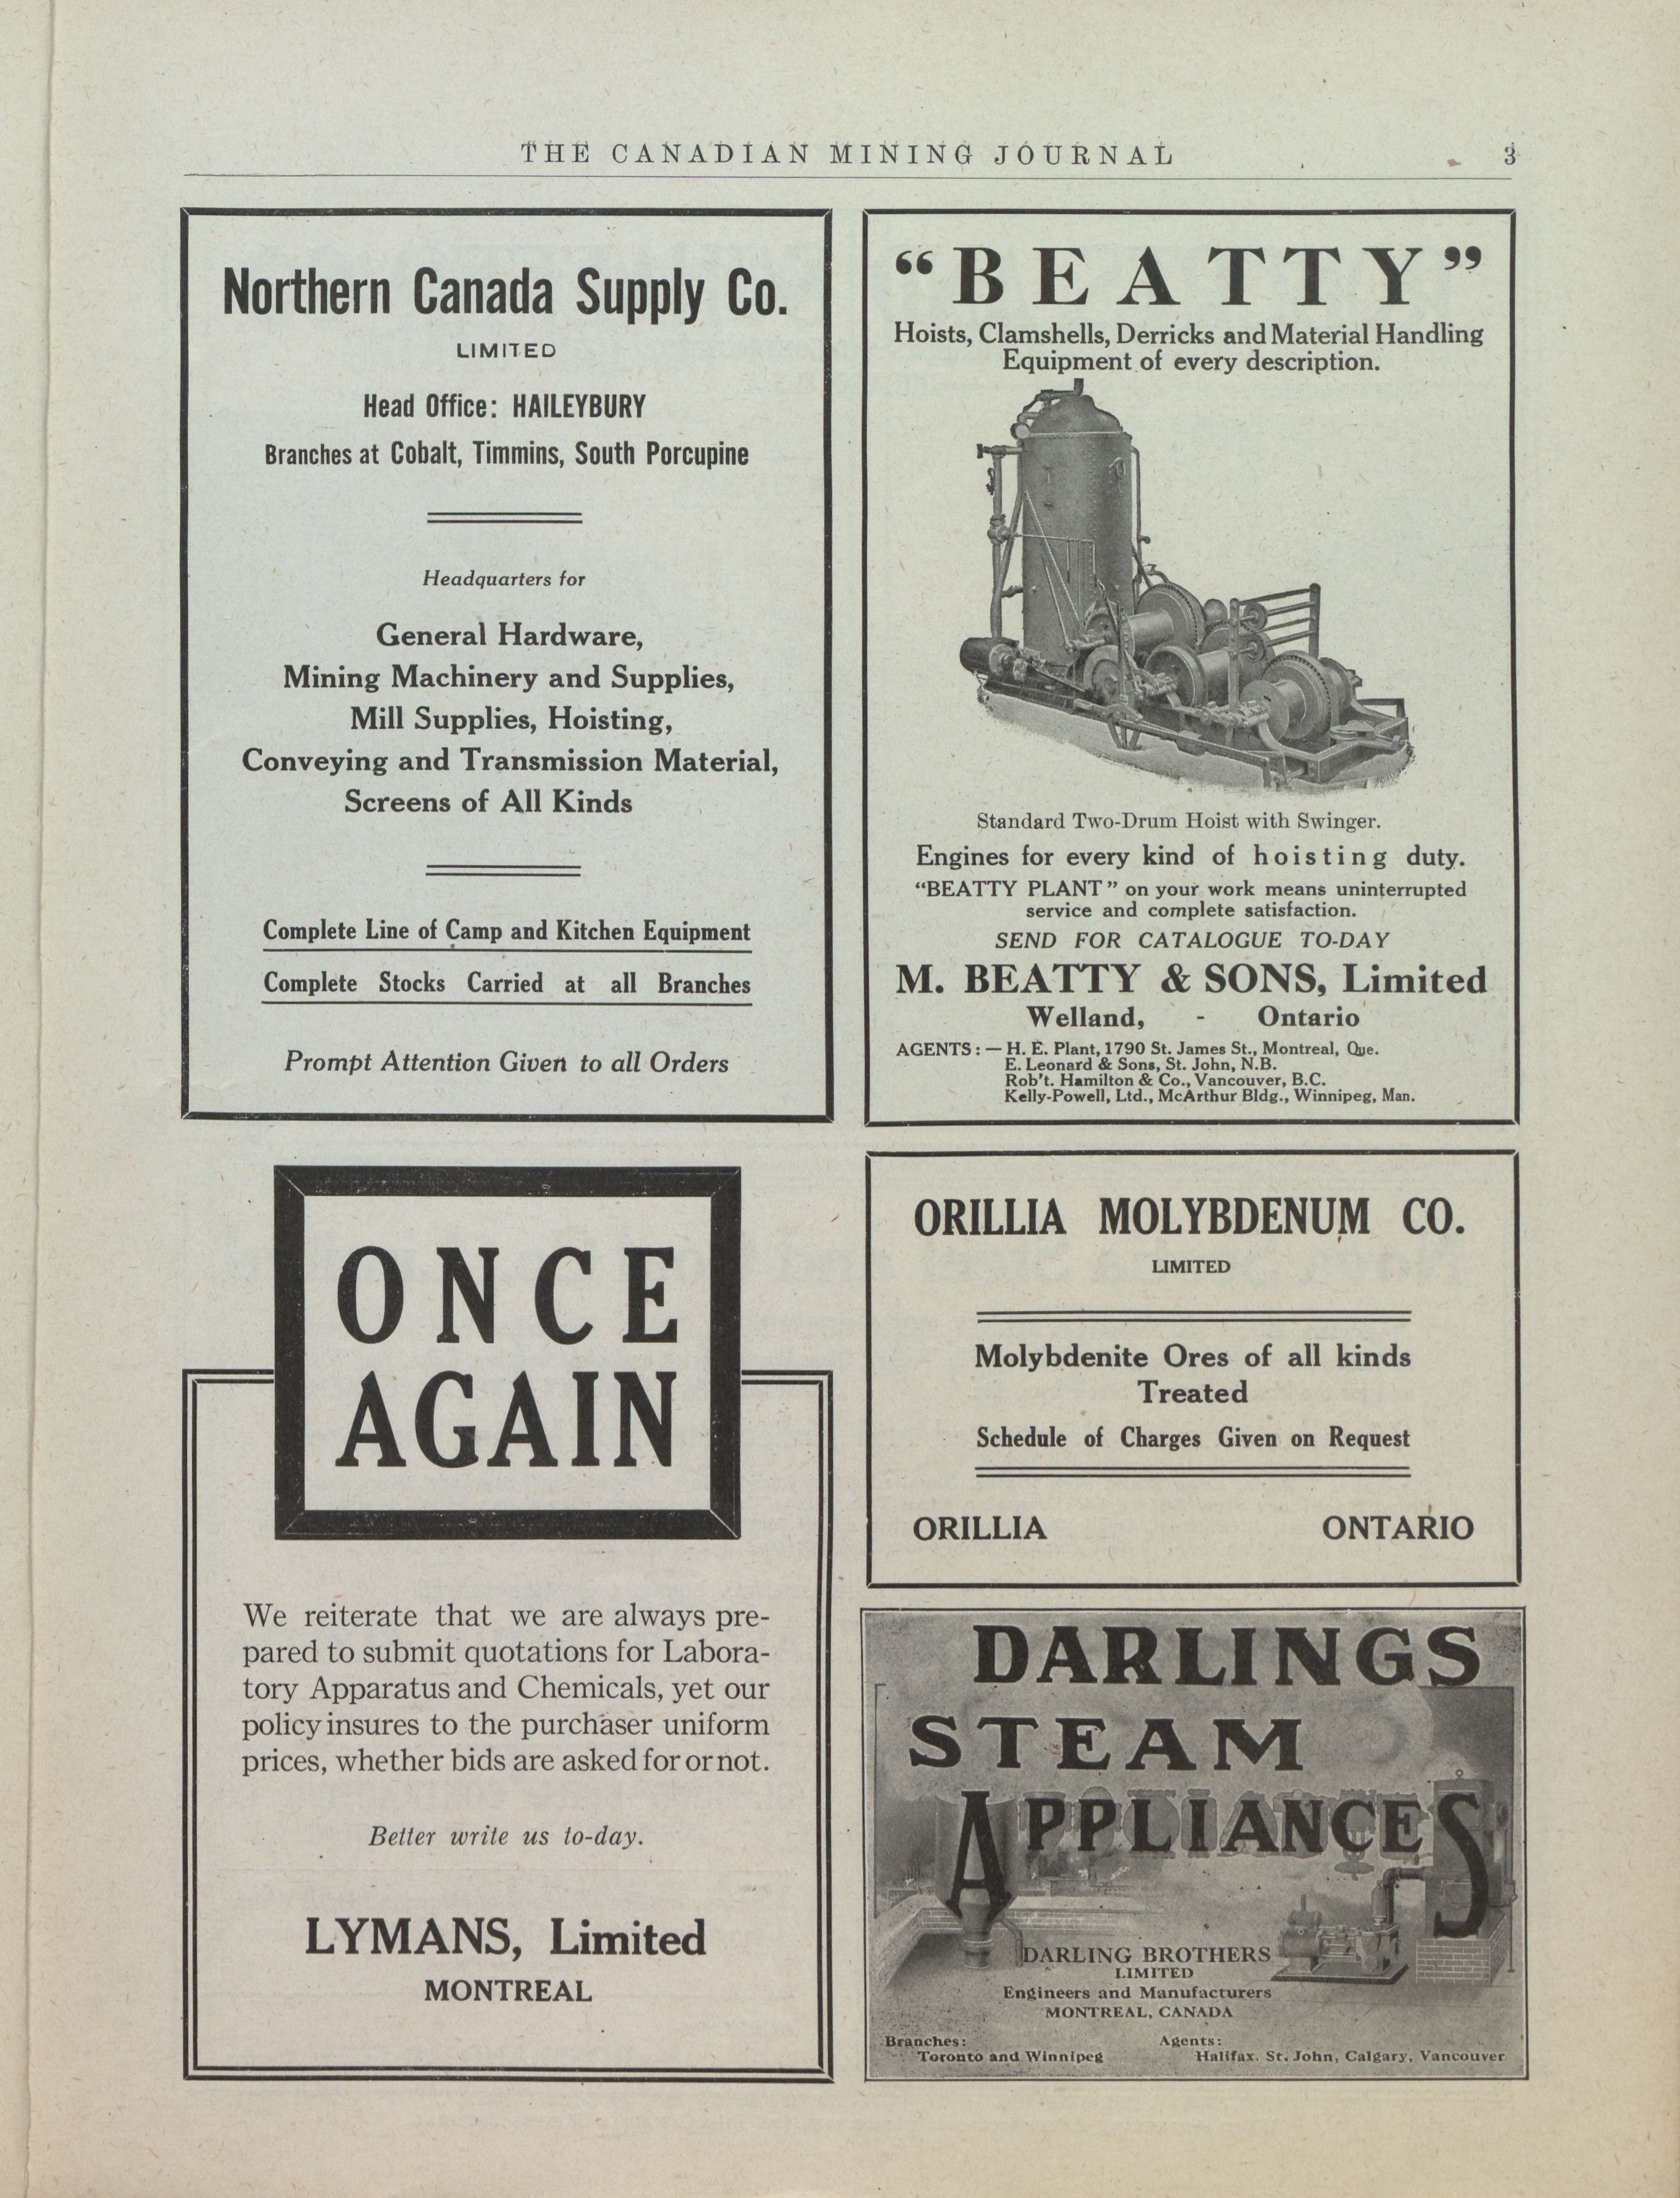 THE CANADIAN MINING JOURNAL 3
Northern Canada Supply Co.
LIMITED
Head Office: HAILEYBURY
Branches at Cobalt, Timmins, South Porcupine
Headquarters for
General Hardware,
Mining Machinery and Supplies,
Mill Supplies, Hoisting,
Conveying and Transmission Material,
Screens of All Kinds
Complete Line of Camp and Kitchen Equipment
Complete Stocks Carried at all Branches
Prompt Attention Given to all Orders
“BEATTY”
Hoists, Clamshells, Derricks and Material Handling
Equipment of every description.
Standard Two-Drum Hoist with Swinger.
Engines for every kind of hoisting duty.
“BEATTY PLANT” on your work means uninterrupted
service and complete satisfaction.
SEND FOR CATALOGUE TO-DAY
M. BEATTY & SONS, Limited
Welland, - Ontario
AGENTS:— H. E. Plant, 1790 St. James St., Montreal, Que.
E. Leonard & Sons, St. John, N.B.
Rob't. Hamilton & Co., Vancouver, B.C.
Kelly-Powell, Ltd., McArthur Bldg., Winnipeg, Man.
ONCE
AGAIN
We reiterate that we are always pre-
pared to submit quotations for Labora-
tory Apparatus and Chemicals, yet our
policy insures to the purchaser uniform
prices, whether bids are asked for or not.
Better write us to-day.
LYMANS, Limited
MONTREAL
ORILLIA MOLYBDENUM CO.
LIMITED
Molybdenite Ores of all kinds
Treated
Schedule of Charges Given on Request
ORILLIA ONTARIO
DARLINGS
STEAM
APPLIANCES
DARLING BROTHERS
LIMITED
Engineers and Manufacturers
MONTREAL, CANADA
Branches: Agents:
Toronto and Winnipeg Halifax. St. John, Calgary, Vancouver